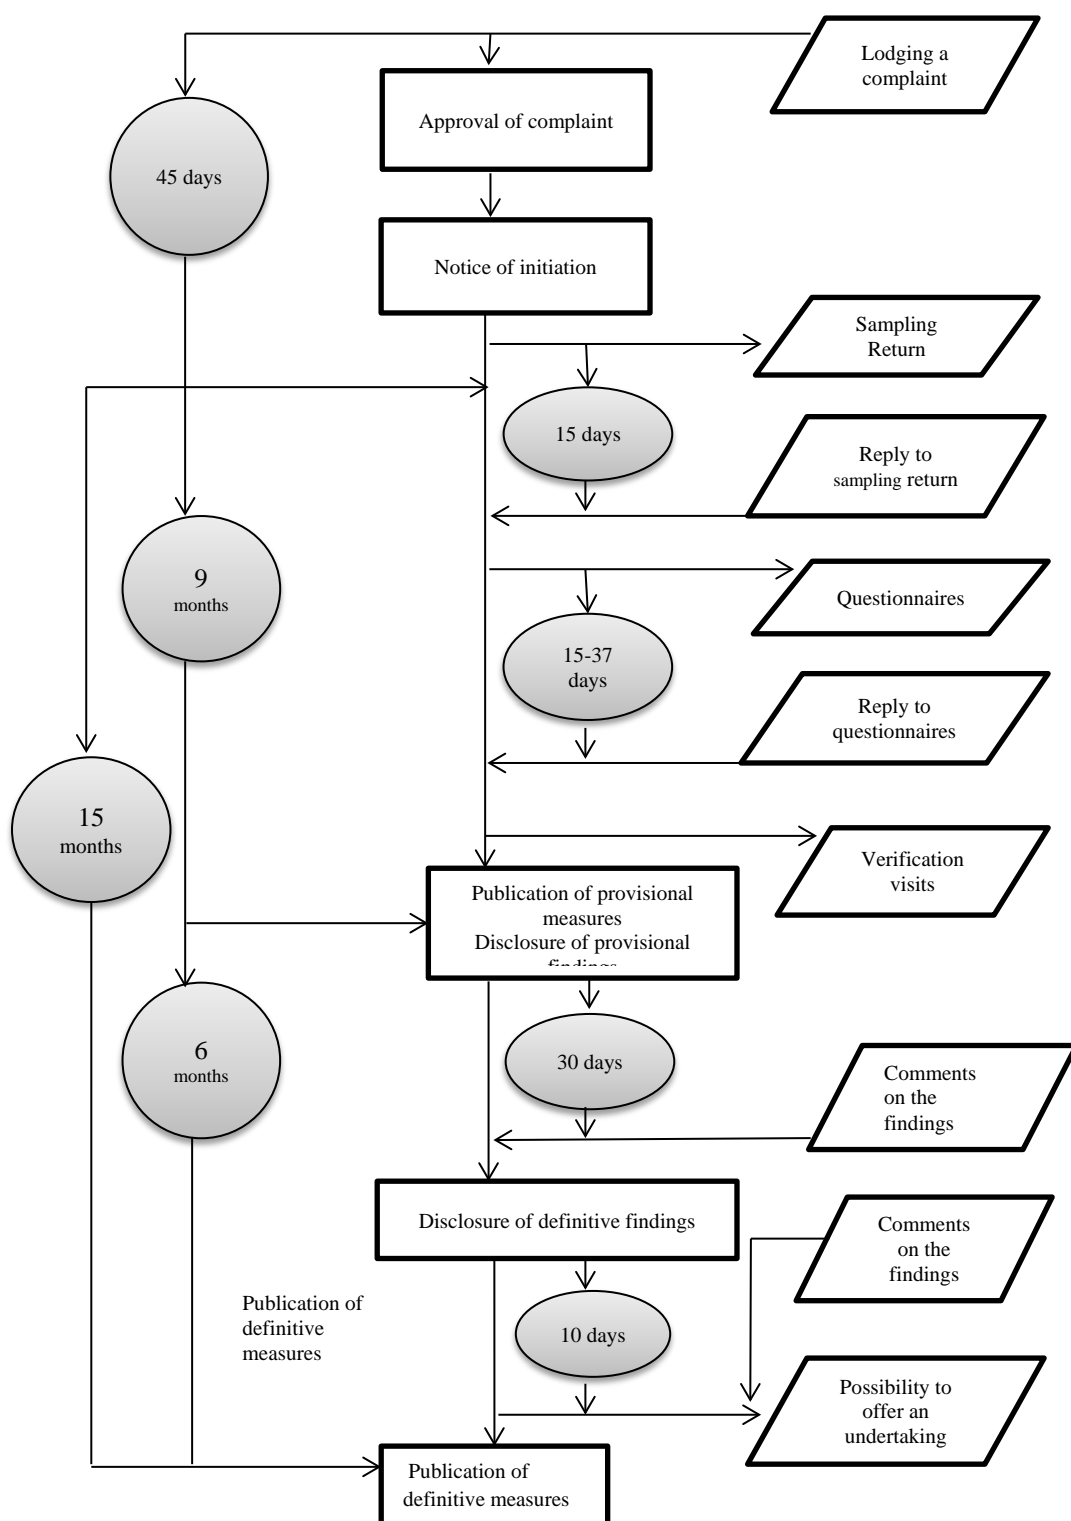 Lodging a
complaint
Approval of complaint
45 days
Notice of initiation
Sampling
Return
15 days
Reply to
sampling return
9
months
Questionnaires
15-37
days
Reply to
questionnaires
15
months
Verification
visits
Publication of provisional
measures
Disclosure of provisional
findings
6
months
30 days
Comments
on the
findings
Disclosure of definitive findings
Comments
on the
findings
Publication of
definitive
measures
10 days
Possibility to
offer an
undertaking
Publication of
definitive measures